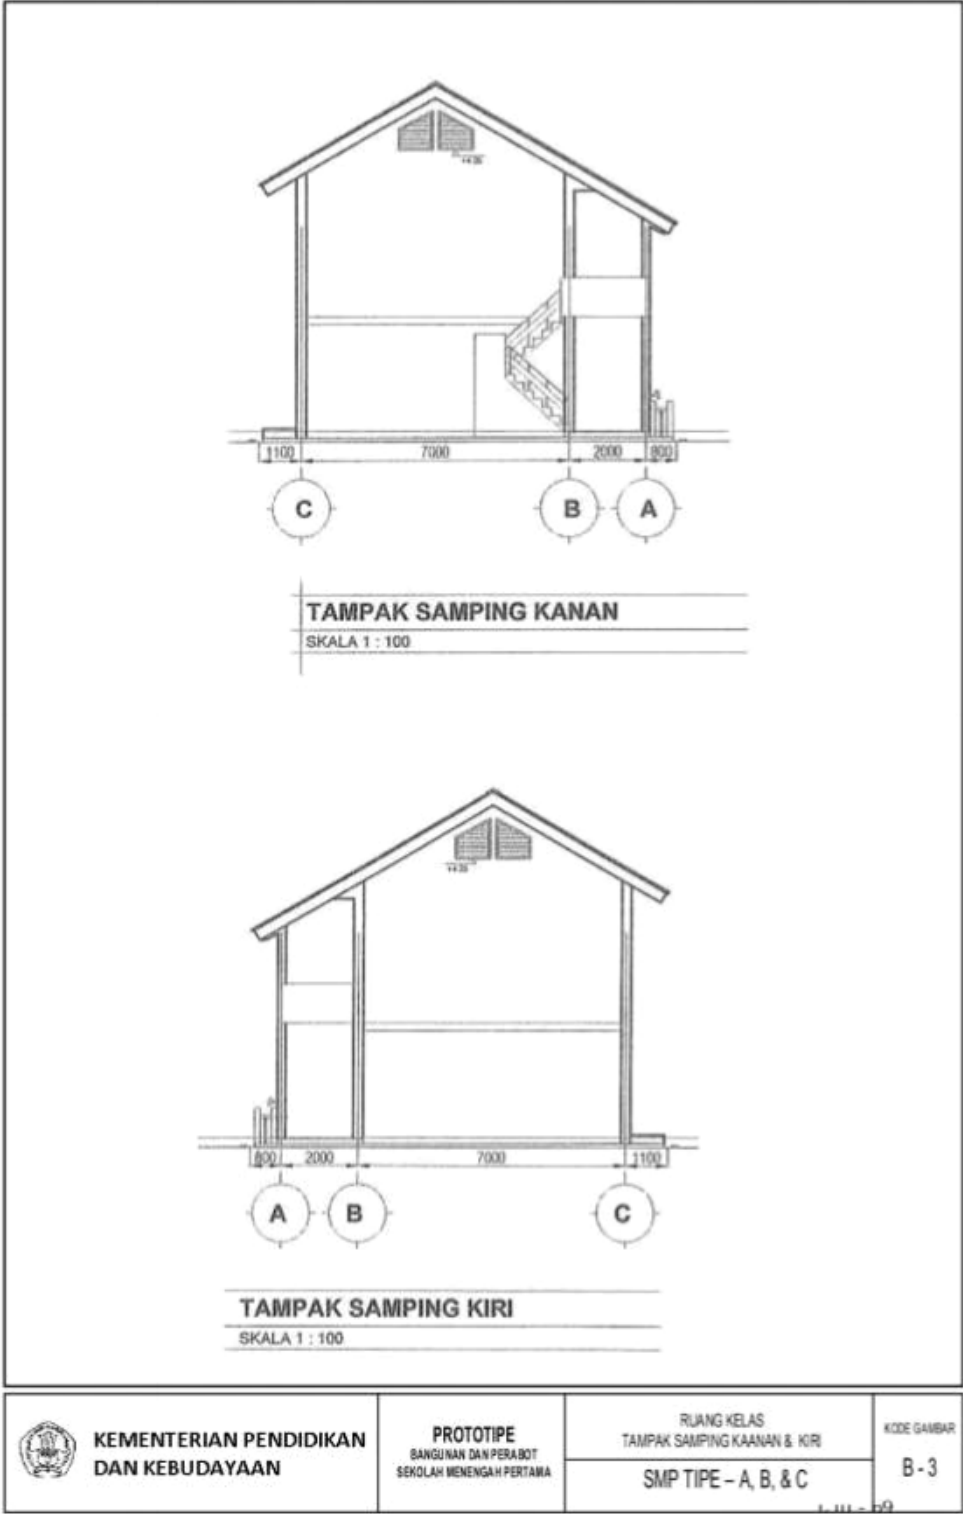 1100
7000
2000
800
C
B
A
TAMPAK SAMPING KANAN
SKALA 1 : 100
800
2000
7000
1100
A
B
C
TAMPAK SAMPING KIRI
SKALA 1 : 100
KEMENTERIAN PENDIDIKAN
DAN KEBUDAYAAN
PROTOTIPE
BANGUNAN DAN PERABOT
SEKOLAH MENENGAH PERTAMA
RUANG KELAS
TAMPAK SAMPING KAANAN & KIRI
SMP TIPE – A, B, & C
KODE GAMBAR
B - 3